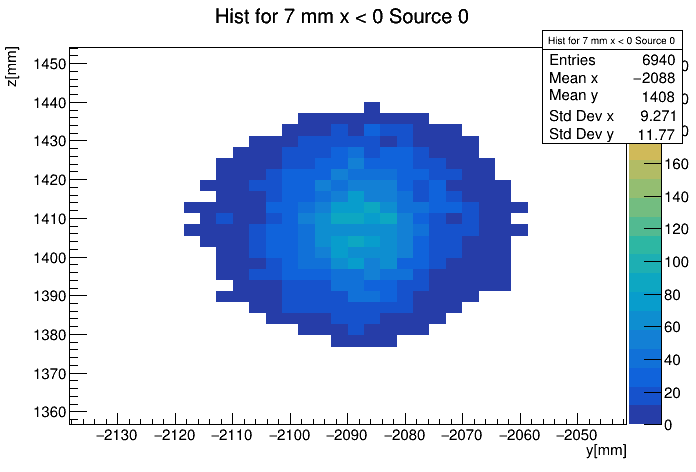 Hist for 7 mm x < 0 Source 0
z[mm]
Hist for 7 mm x < 0 Source 0
Entries 6940
Mean x −2088
Mean y 1408
Std Dev x 9.271
Std Dev y 11.77
1450
1440
1430
1420
1410
1400
1390
1380
1370
1360
0
0
160
140
120
100
80
60
40
20
0
−2130 −2120 −2110 −2100 −2090 −2080 −2070 −2060 −2050
y[mm]